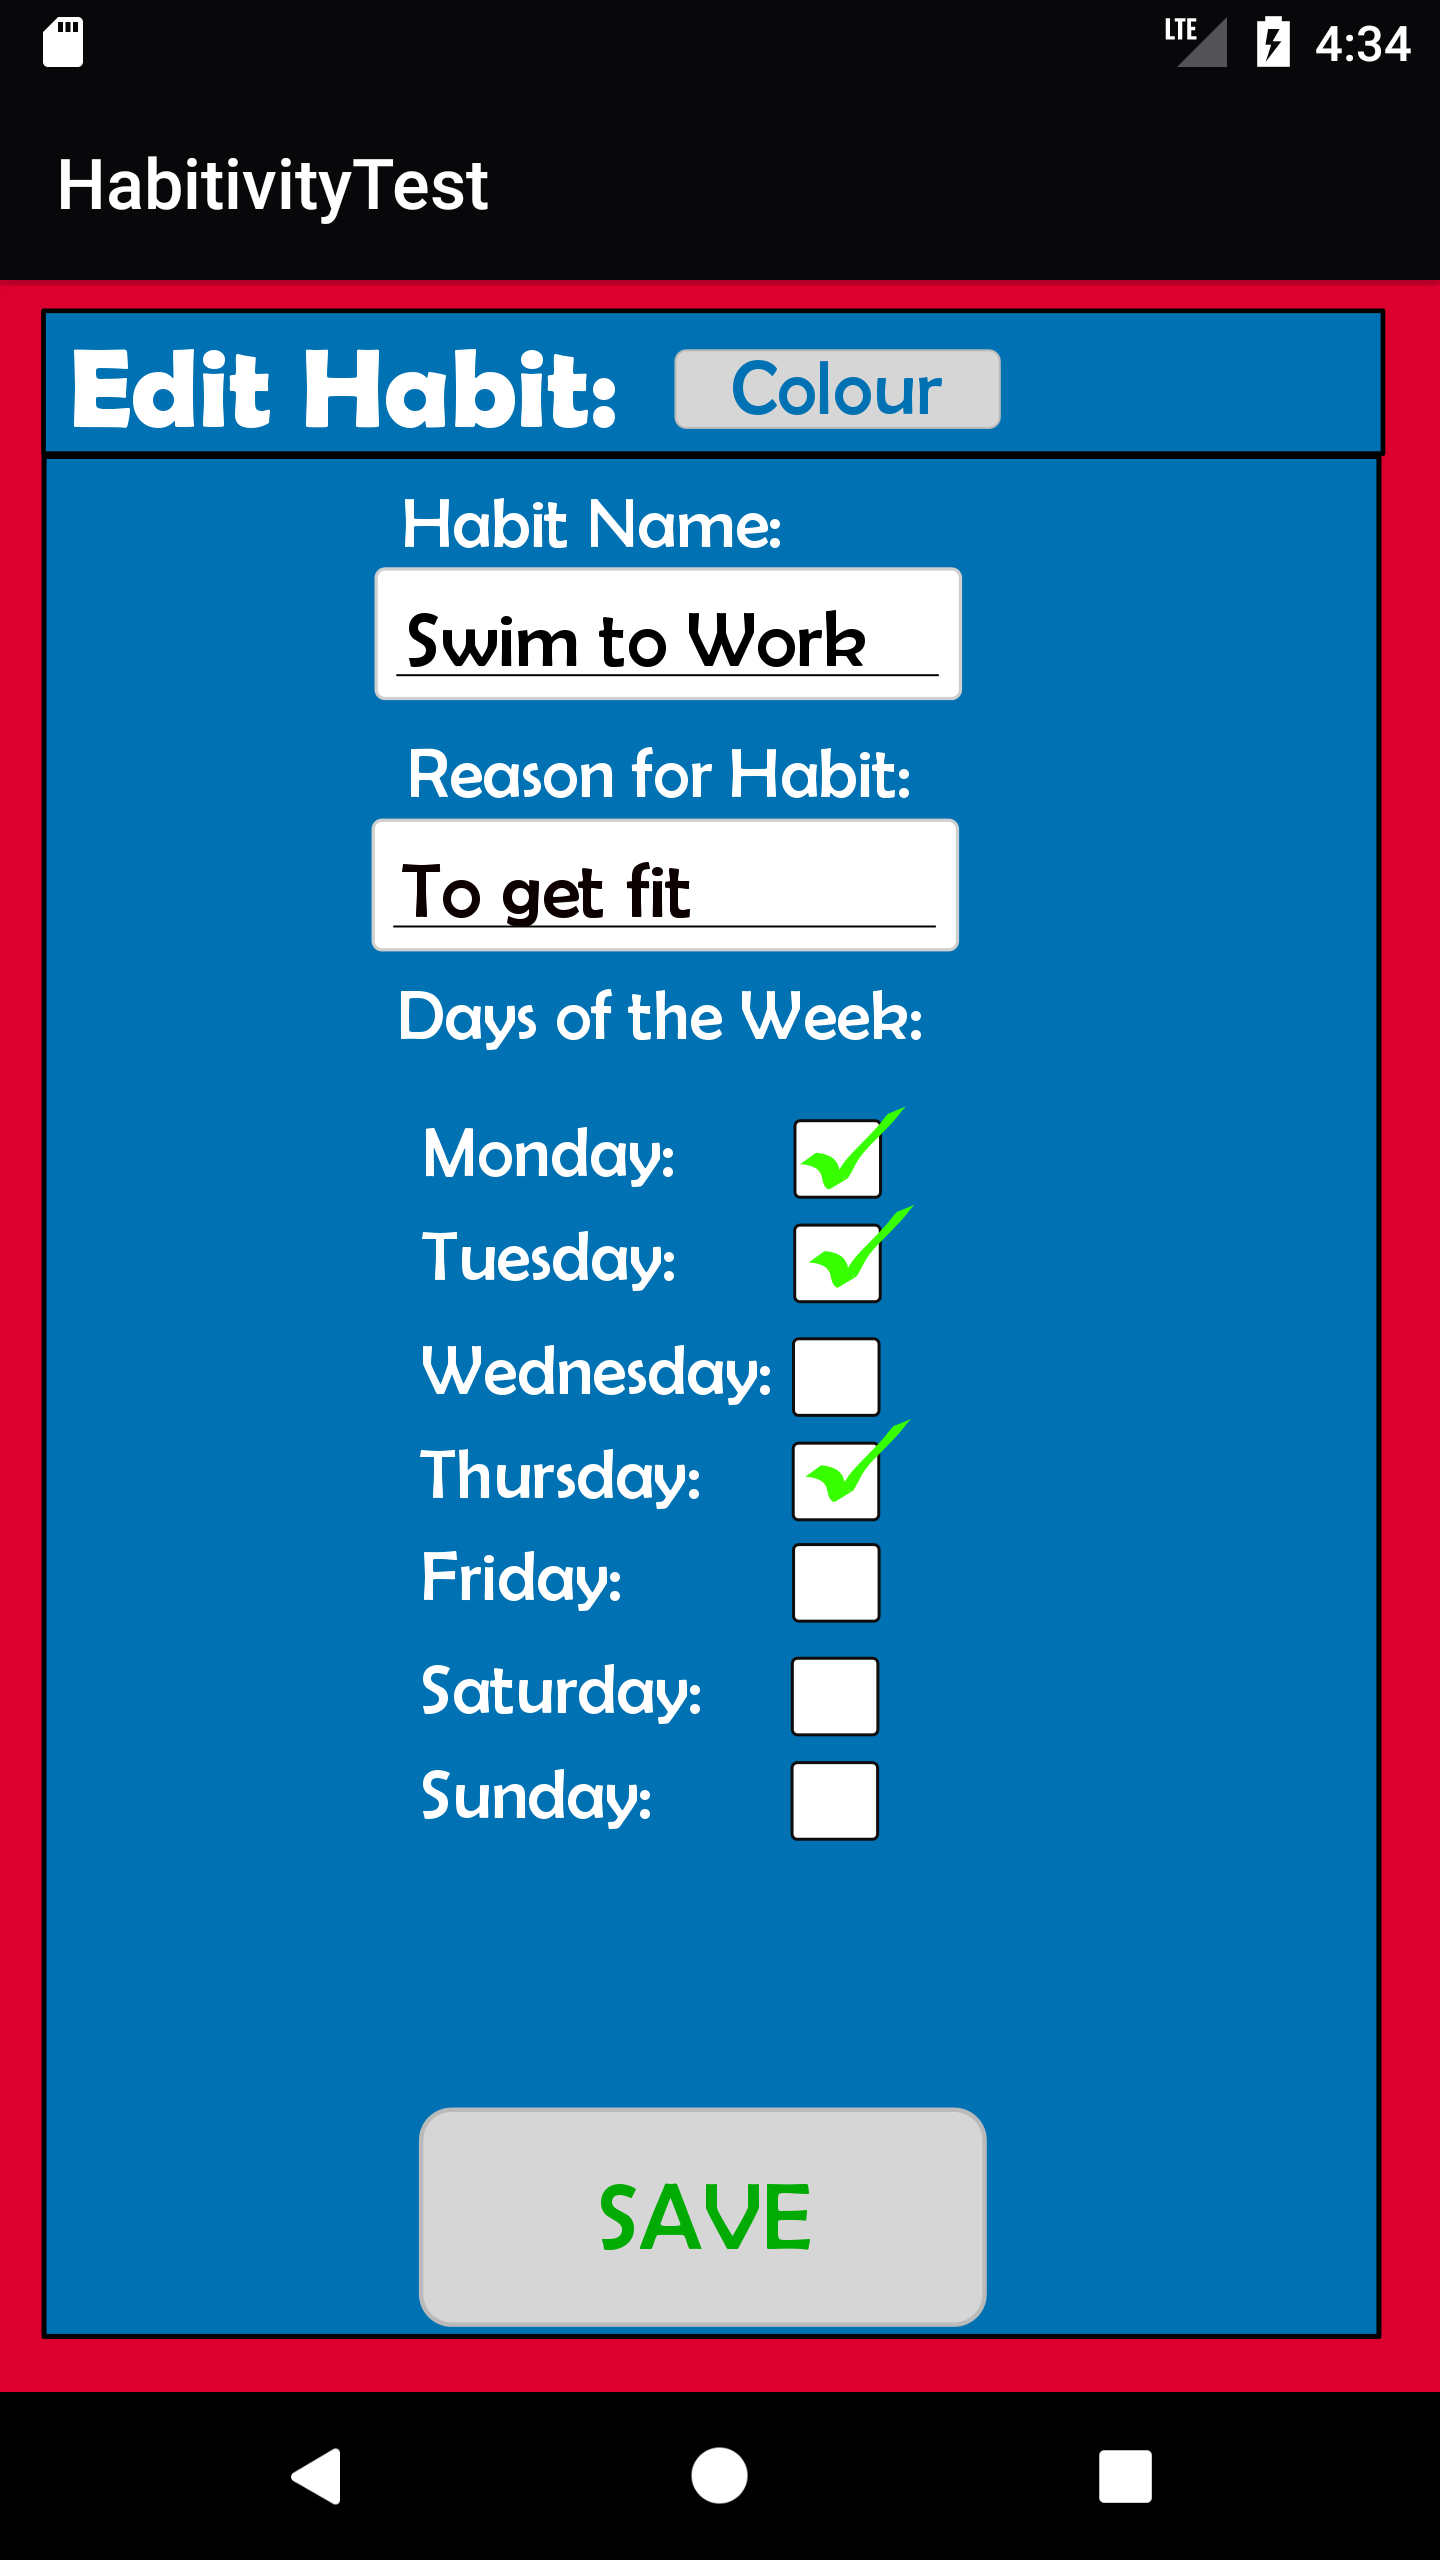 LTE 4:34
HabitivityTest
Edit Habit: Colour
Habit Name:
Swim to Work
Reason for Habit:
To get fit
Days of the Week:
Monday:
Tuesday:
Wednesday:
Thursday:
Friday:
Saturday:
Sunday:
SAVE